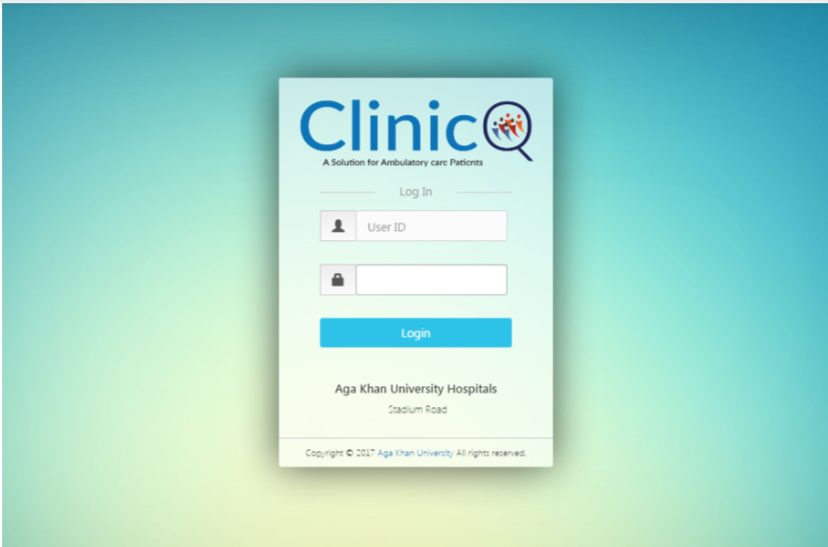 ClinicQ
A Solution for Ambulatory care Patients
Log In
User ID
Login
Aga Khan University Hospitals
Stadium Road
Copyright © 2017 Aga Khan University All rights reserved.